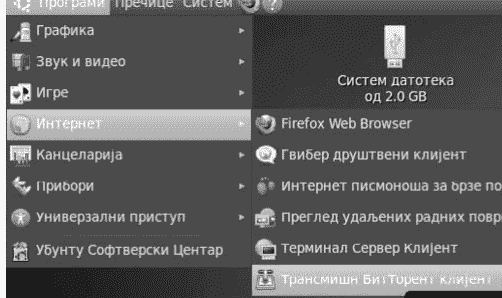 Програми Пречице Систем
Графика
Звук и видео
Игре
Интернет
Канцеларија
Прибори
Универзални приступ
Убунту Софтверски Центар
Систем датотека
од 2.0 GB
Firefox Web Browser
Гвибер друштвени клијент
Интернет писмоноша за брзе по
Преглед удаљених радних повр
Терминал Сервер Клијент
Трансмишн БитТорент клијент